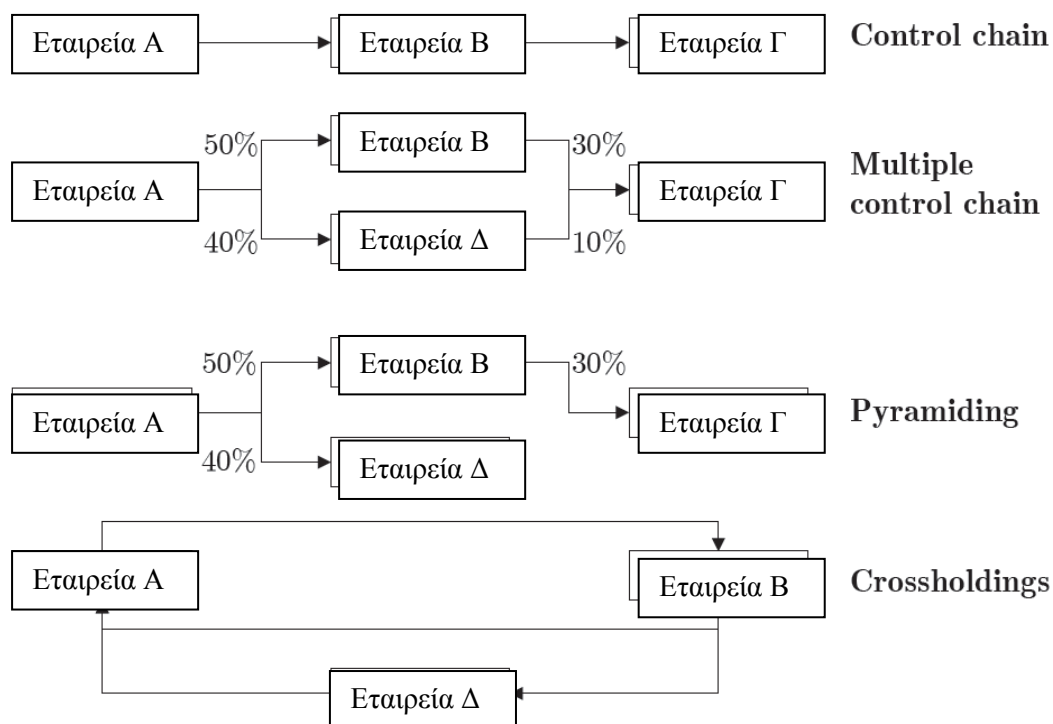 Εταιρεία Α
Εταιρεία Β
Εταιρεία Γ
Control chain
50%
Εταιρεία Β
30%
Εταιρεία Α
Εταιρεία Γ
Multiple
control chain
40%
Εταιρεία Δ
10%
50%
Εταιρεία Β
30%
Εταιρεία Α
Εταιρεία Γ
Pyramiding
40%
Εταιρεία Δ
Εταιρεία Α
Εταιρεία Β
Crossholdings
Εταιρεία Δ